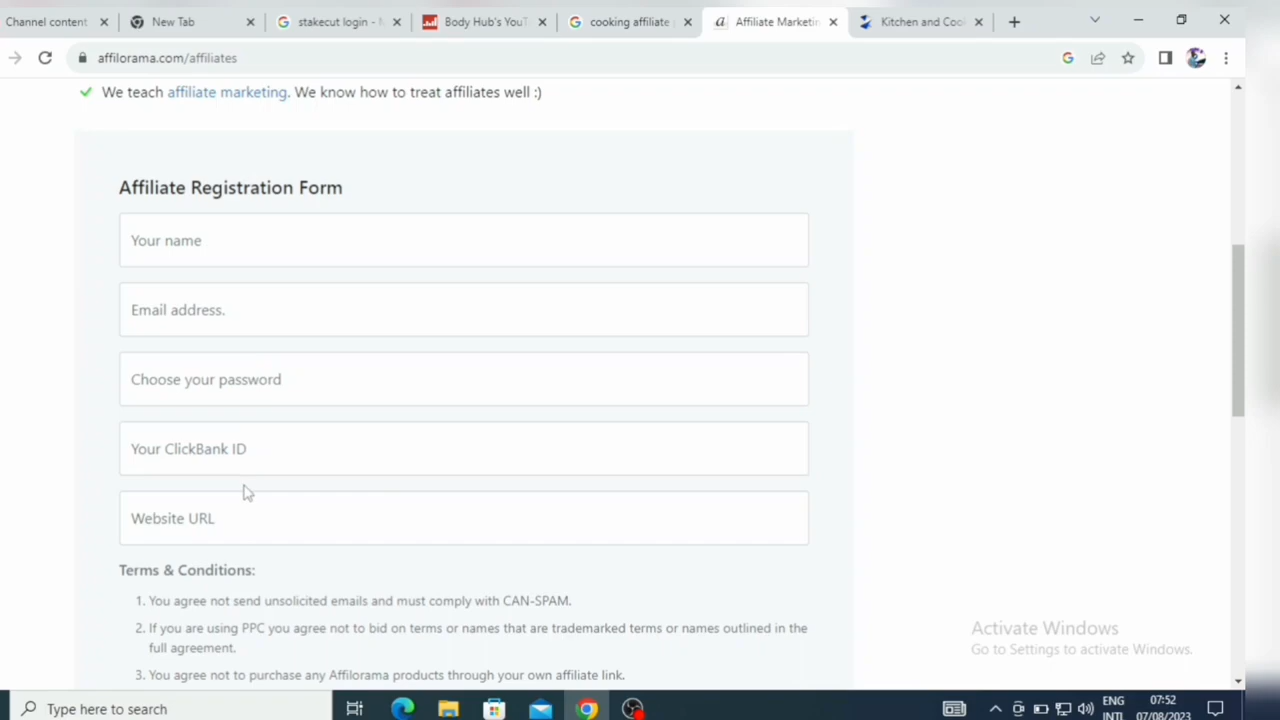 Channel content
New Tab
stakecut login - N
Body Hub's YouT
cooking affiliate p
Affiliate Marketin
Kitchen and Cook
affilorama.com/affiliates
We teach affiliate marketing. We know how to treat affiliates well :)
Affiliate Registration Form
Your name
Email address.
Choose your password
Your ClickBank ID
Website URL
Terms & Conditions:
1. You agree not send unsolicited emails and must comply with CAN-SPAM.
2. If you are using PPC you agree not to bid on terms or names that are trademarked terms or names outlined in the
full agreement.
3. You agree not to purchase any Affilorama products through your own affiliate link.
Activate Windows
Go to Settings to activate Windows.
Type here to search
ENG
INTL
07:52
07/08/2023